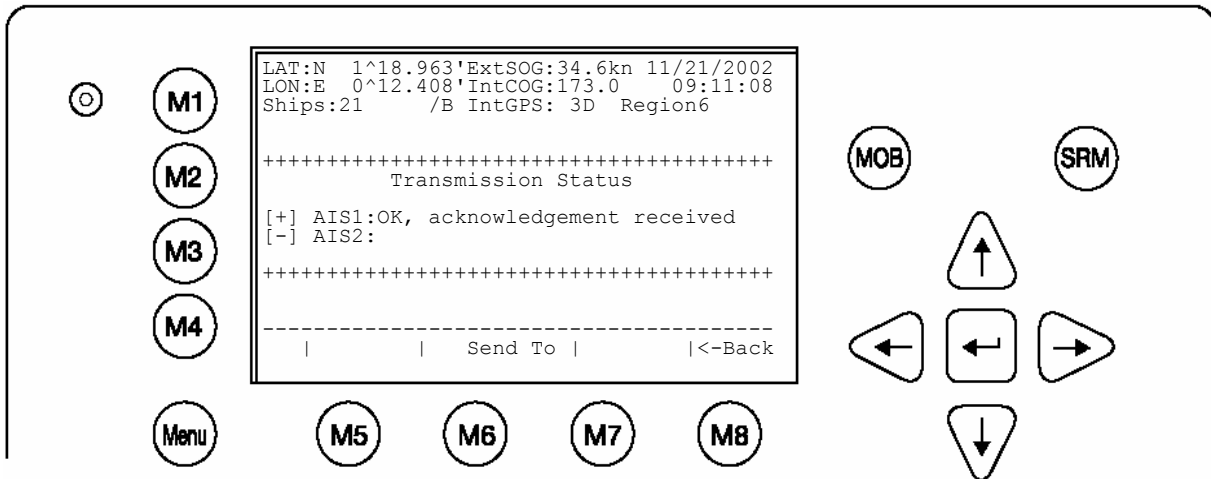 LAT:N 1^18.963'ExtSOG:34.6kn 11/21/2002
LON:E 0^12.408'IntCOG:173.0 09:11:08
Ships:21 /B IntGPS: 3D Region6
+++++++++++++++++++++++++++++++++++++++++
Transmission Status
[+] AIS1:OK, acknowledgement received
[-] AIS2:
+++++++++++++++++++++++++++++++++++++++++
-----------------------------------------
| | Send To | |<-Back
M1
M2
M3
M4
MOB
SRM
Menu
M5
M6
M7
M8